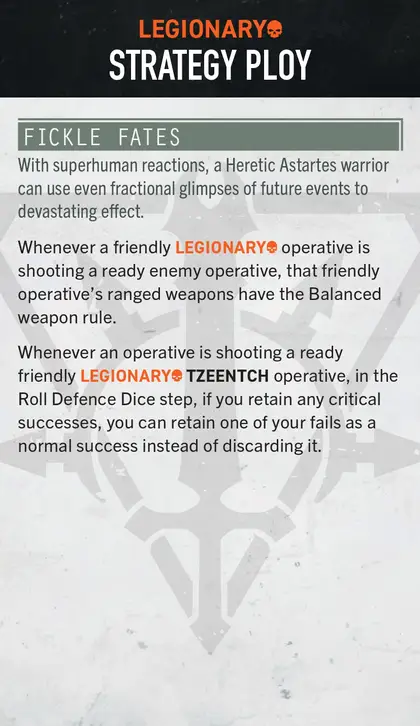 LEGIONARY
STRATEGY PLOY
FICKLE FATES
With superhuman reactions, a Heretic Astartes warrior
can use even fractional glimpses of future events to
devastating effect.
Whenever a friendly LEGIONARY operative is
shooting a ready enemy operative, that friendly
operative’s ranged weapons have the Balanced
weapon rule.
Whenever an operative is shooting a ready
friendly LEGIONARY TZEENTCH operative, in the
Roll Defence Dice step, if you retain any critical
successes, you can retain one of your fails as a
normal success instead of discarding it.